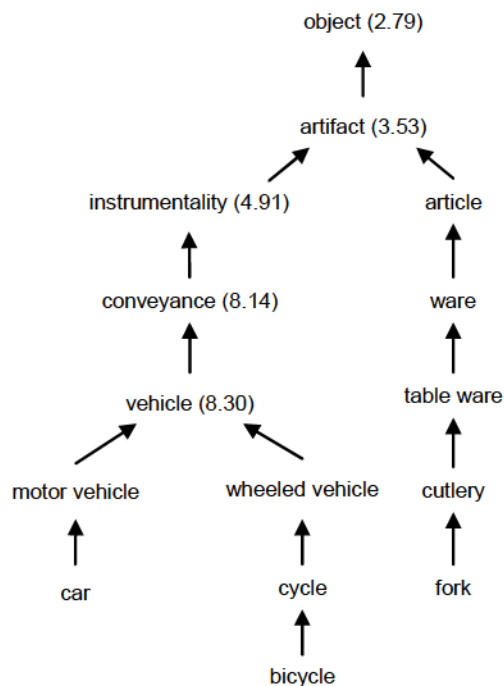 object (2.79)
artifact (3.53)
instrumentality (4.91)
article
conveyance (8.14)
ware
vehicle (8.30)
table ware
motor vehicle
wheeled vehicle
cutlery
car
cycle
fork
bicycle